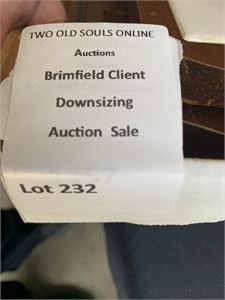 TWO OLD SOULS ONLINE
Auctions
Brimfield Client
Downsizing
Auction Sale
Lot 232